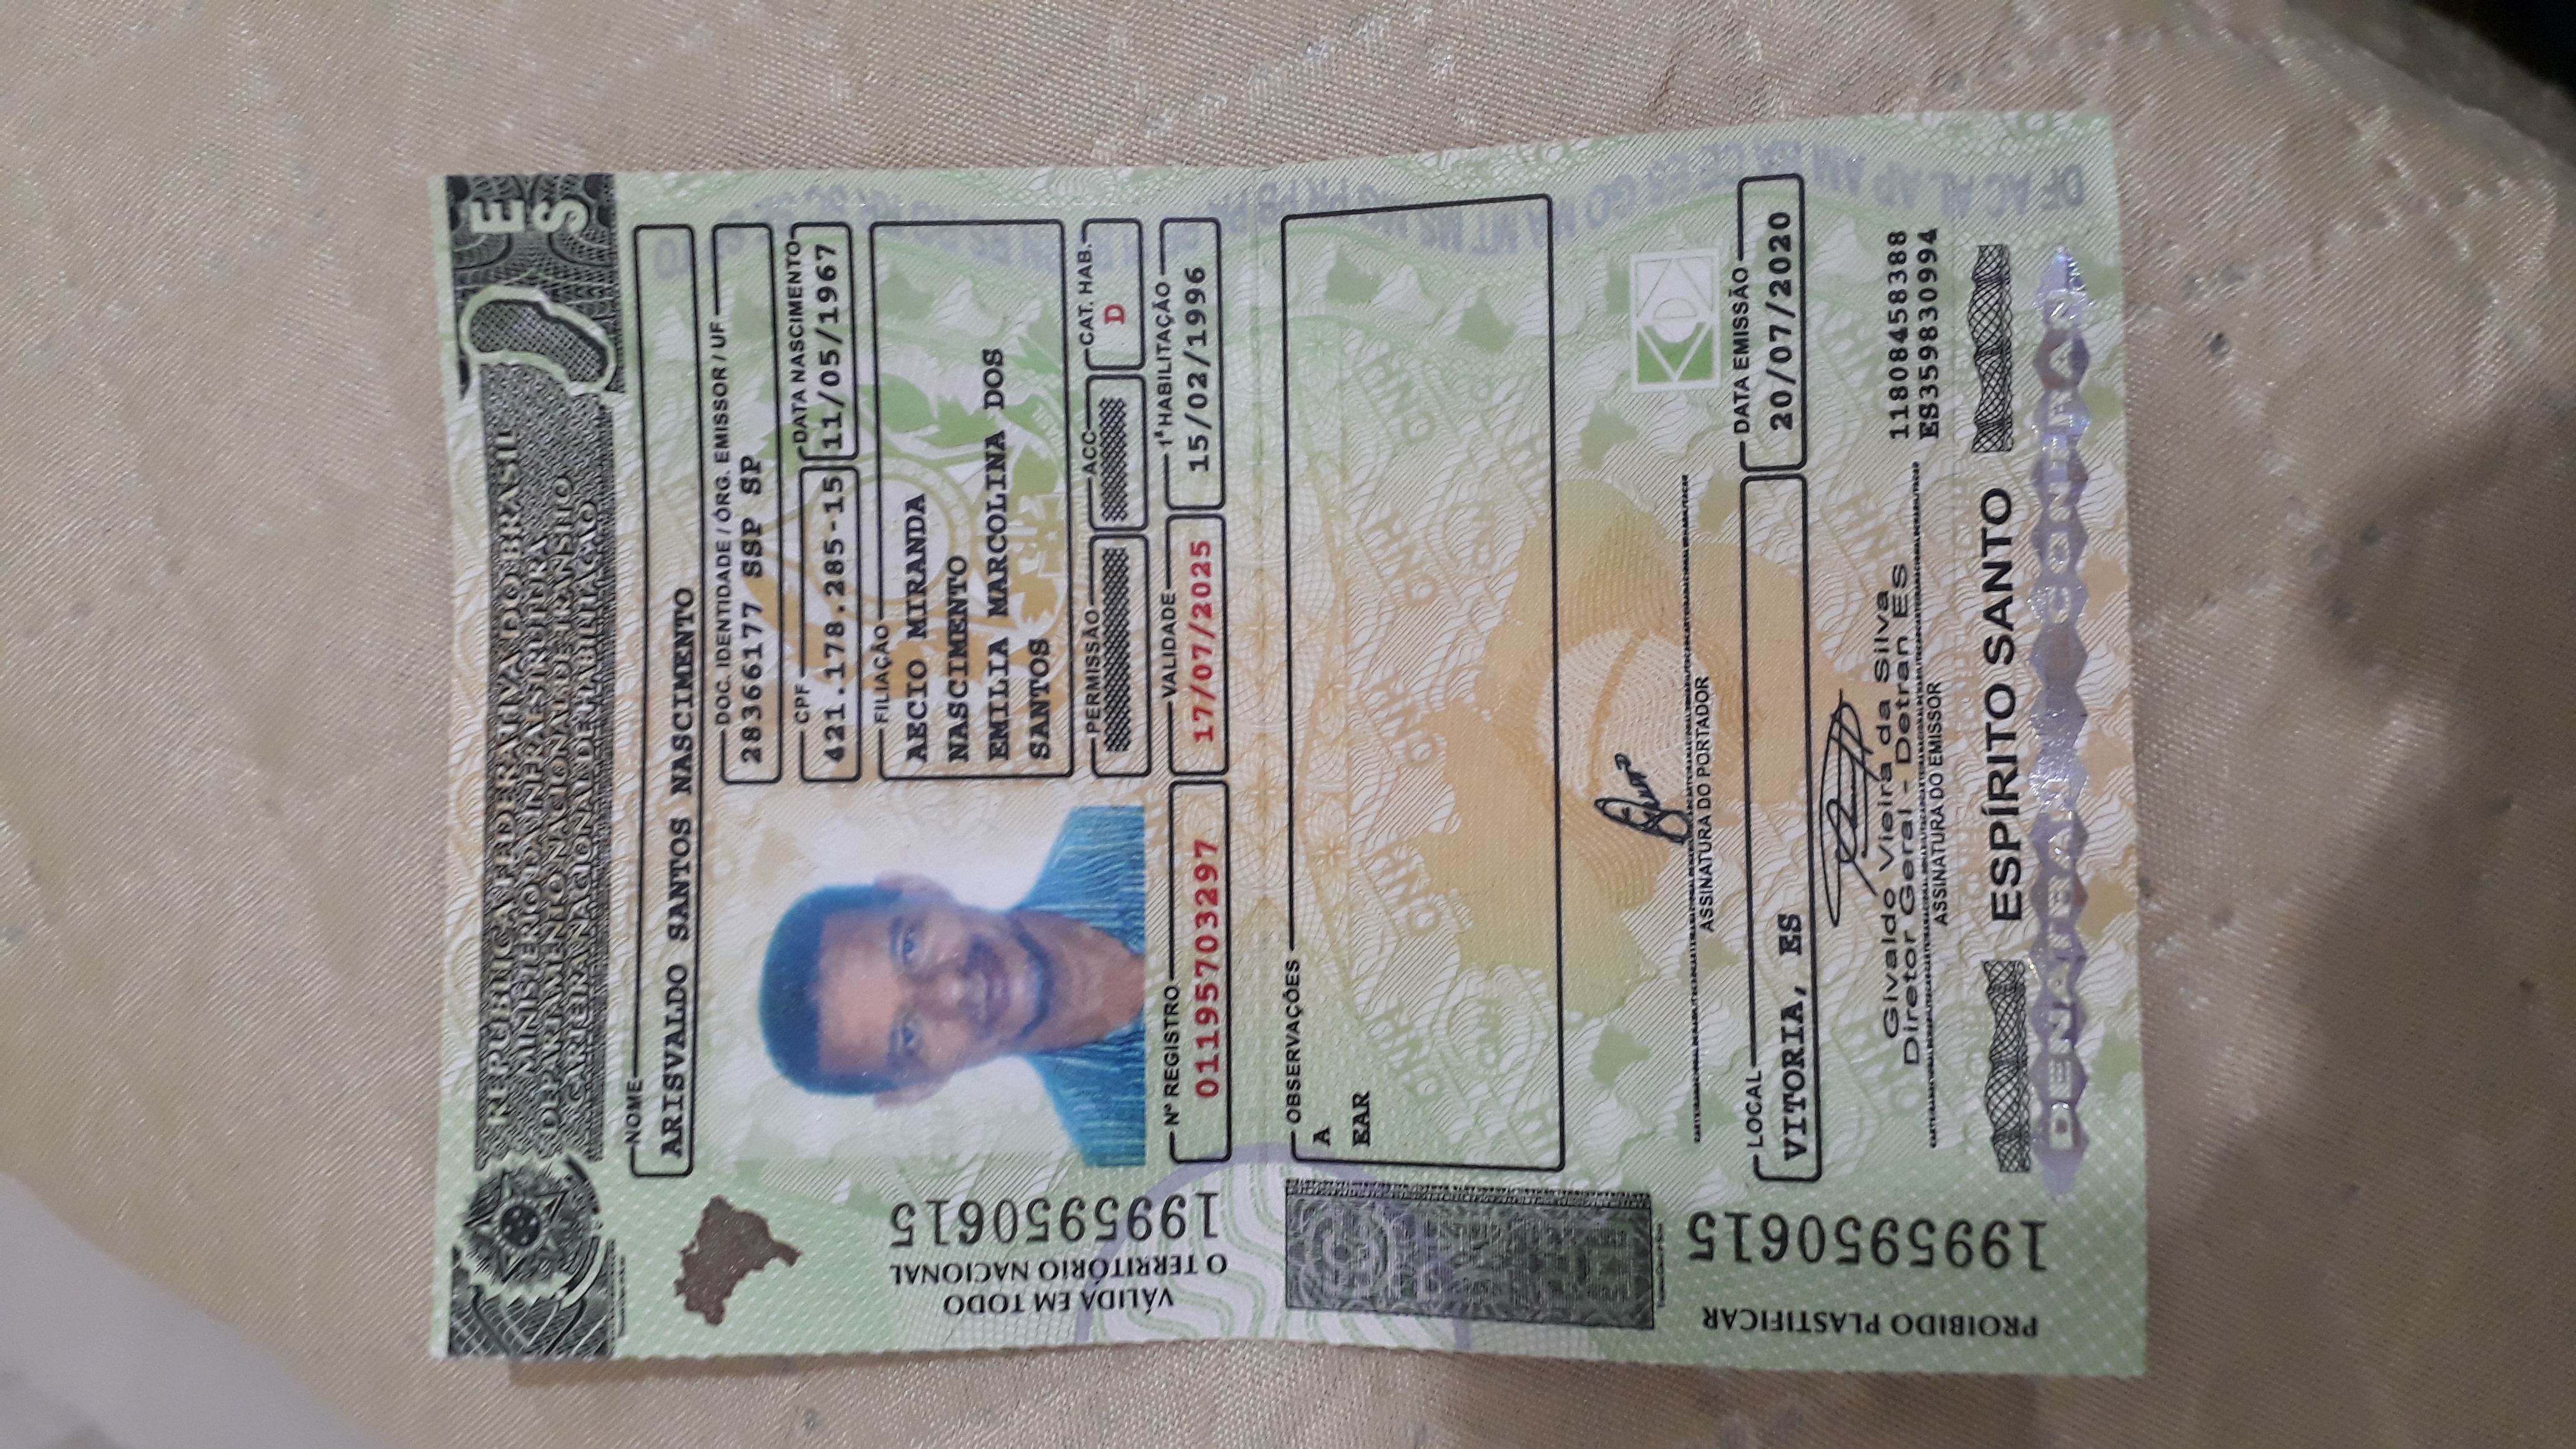 REPÚBLICA FEDERATIVA DO BRASIL
MINISTÉRIO DA INFRAESTRUTURA
DEPARTAMENTO NACIONAL DE TRÂNSITO
CARTEIRA NACIONAL DE HABILITAÇÃO
ES
NOME
ARISVALDO SANTOS NASCIMENTO
DOC. IDENTIDADE / ÓRG. EMISSOR / UF
28366177 SSP SP
CPF
421.178.285-15
DATA NASCIMENTO
11/05/1967
FILIAÇÃO
AECIO MIRANDA
NASCIMENTO
EMILIA MARCOLINA DOS
SANTOS
PERMISSÃO
ACC
CAT. HAB.
D
Nº REGISTRO
01195703297
VALIDADE
17/07/2025
1ª HABILITAÇÃO
15/02/1996
VÁLIDA EM TODO
O TERRITÓRIO NACIONAL
1995950615
OBSERVAÇÕES
A
EAR
ASSINATURA DO PORTADOR
LOCAL
VITORIA, ES
DATA EMISSÃO
20/07/2020
Givaldo Vieira da Silva
Diretor Geral - Detran ES
ASSINATURA DO EMISSOR
11808458388
ES359830994
PROIBIDO PLASTIFICAR
1995950615
ESPÍRITO SANTO
DENATRAN CONTRAN